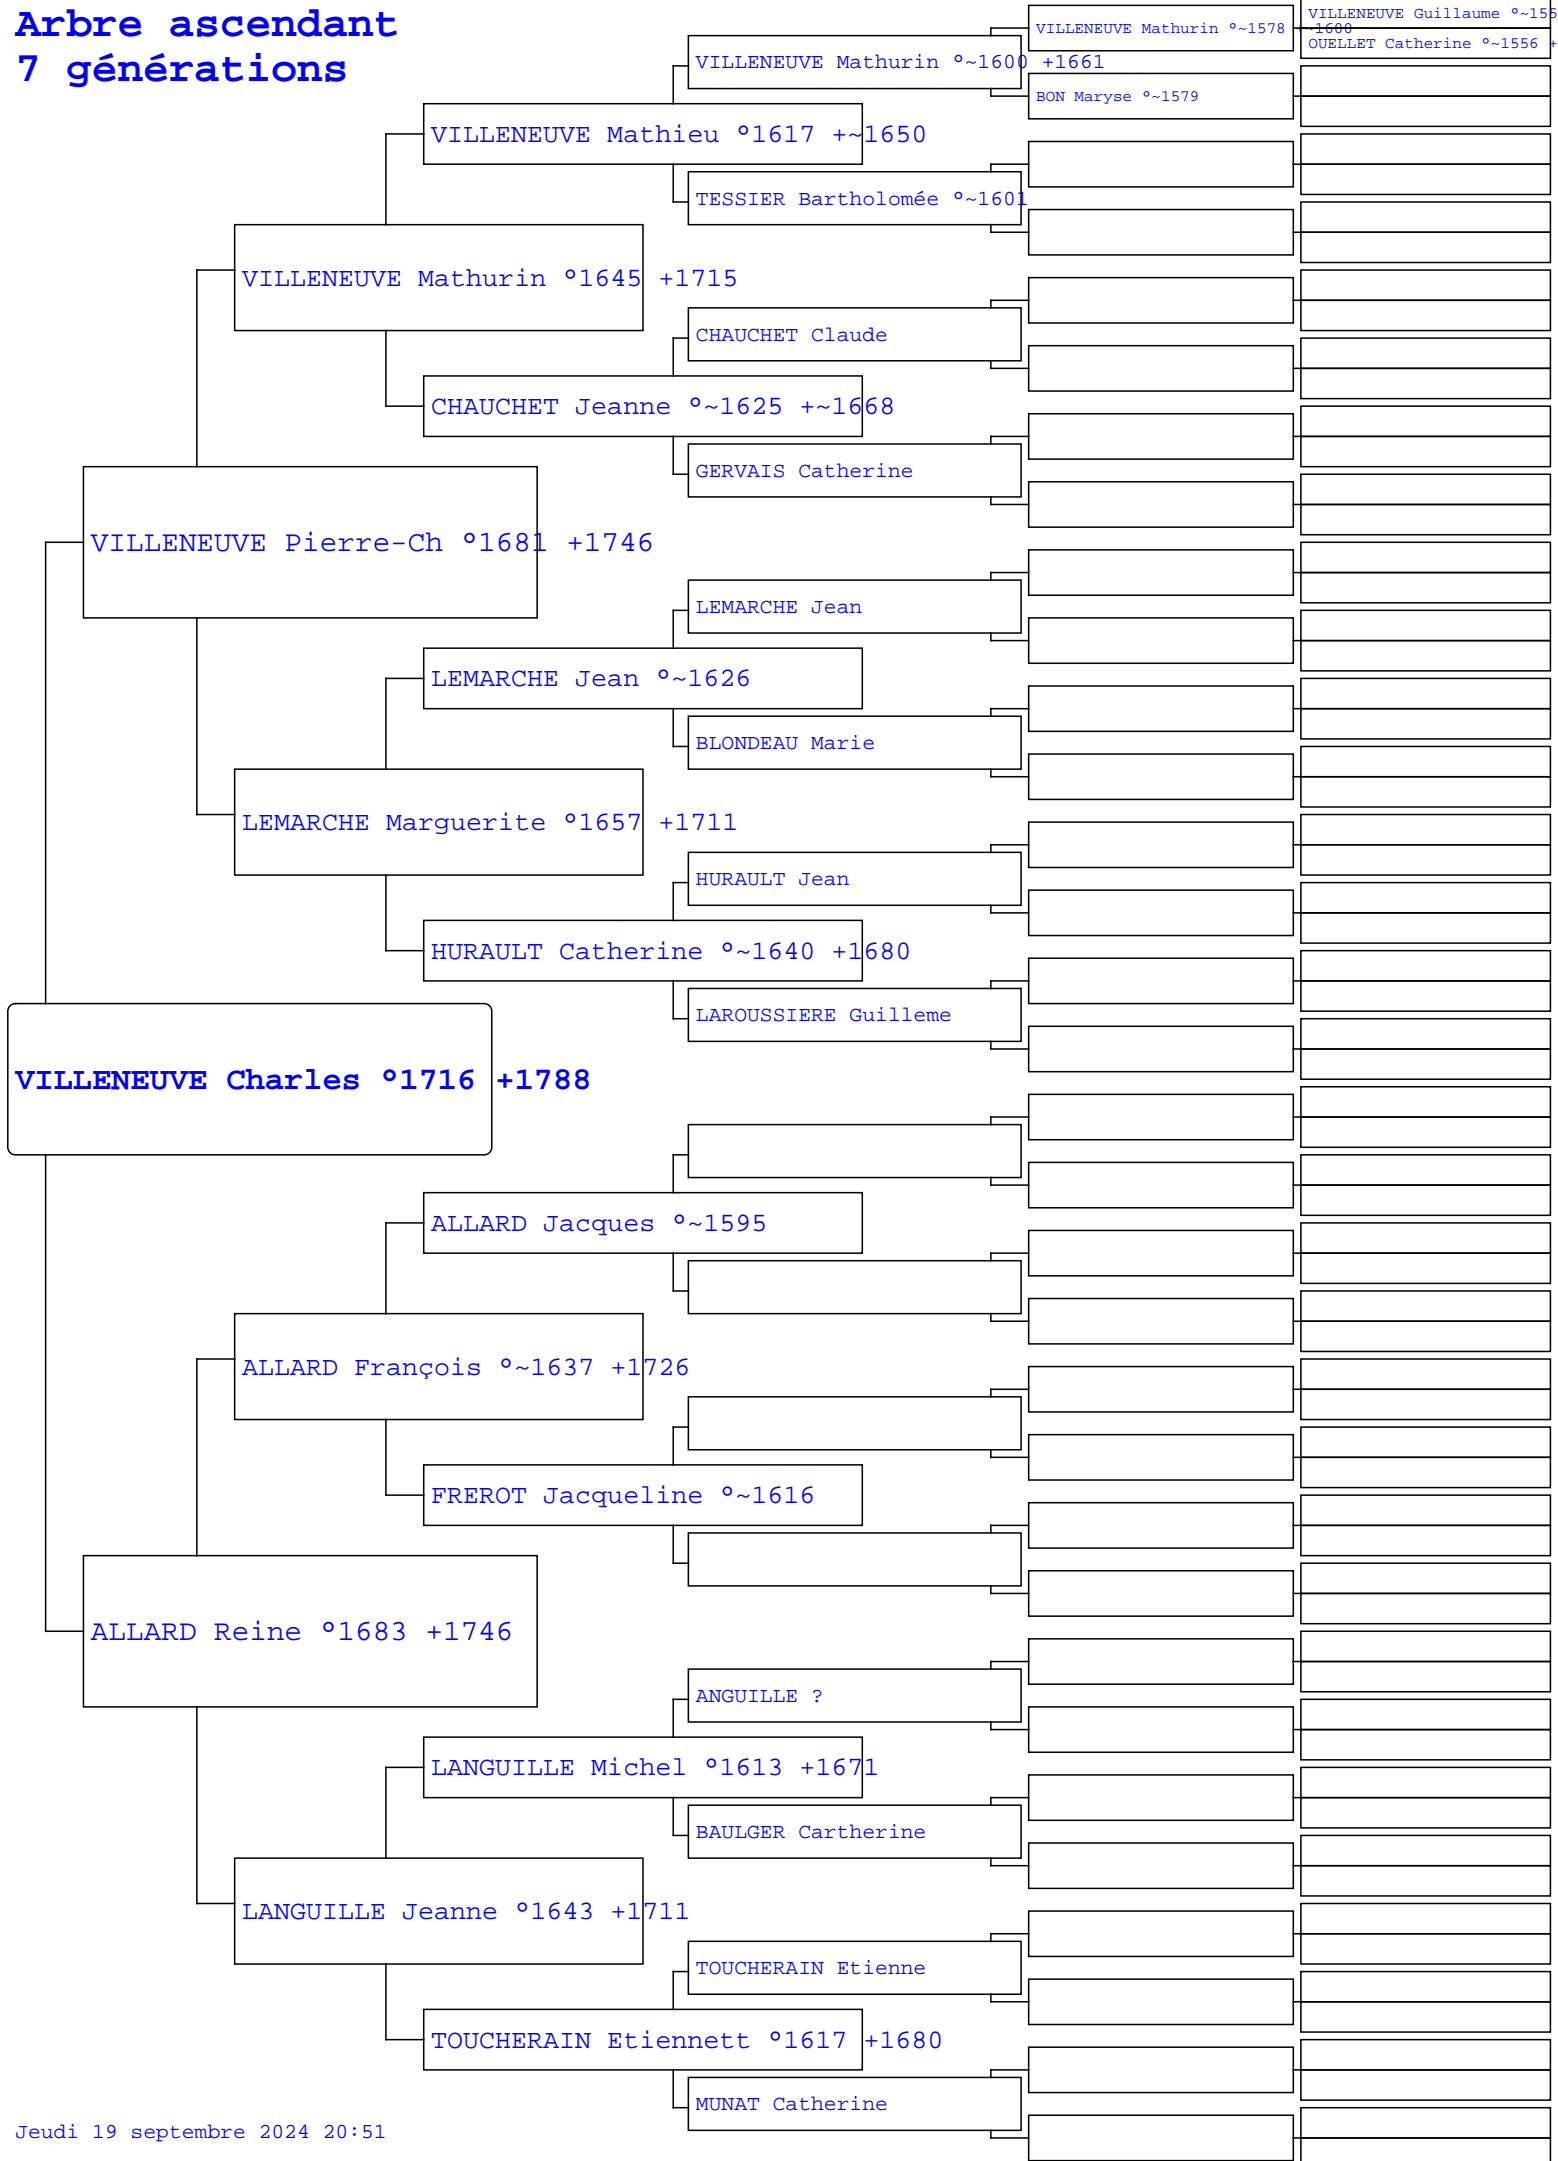 Arbre ascendant
7 générations
VILLENEUVE Guillaume °~155
VILLENEUVE Mathurin °~1578 +~1600
OUELLET Catherine °~1556 +
VILLENEUVE Mathurin °~1600 +1661
BON Maryse °~1579
VILLENEUVE Mathieu °1617 +~1650
TESSIER Bartholomée °~1601
VILLENEUVE Mathurin °1645 +1715
CHAUCHET Claude
CHAUCHET Jeanne °~1625 +~1668
GERVAIS Catherine
VILLENEUVE Pierre-Ch °1681 +1746
LEMARCHE Jean
LEMARCHE Jean °~1626
BLONDEAU Marie
LEMARCHE Marguerite °1657 +1711
HURAULT Jean
HURAULT Catherine °~1640 +1680
LAROUSSIERE Guilleme
VILLENEUVE Charles °1716 +1788
ALLARD Jacques °~1595
ALLARD François °~1637 +1726
FREROT Jacqueline °~1616
ALLARD Reine °1683 +1746
ANGUILLE ?
LANGUILLE Michel °1613 +1671
BAULGER Cartherine
LANGUILLE Jeanne °1643 +1711
TOUCHERAIN Etienne
TOUCHERAIN Etiennett °1617 +1680
MUNAT Catherine
Jeudi 19 septembre 2024 20:51